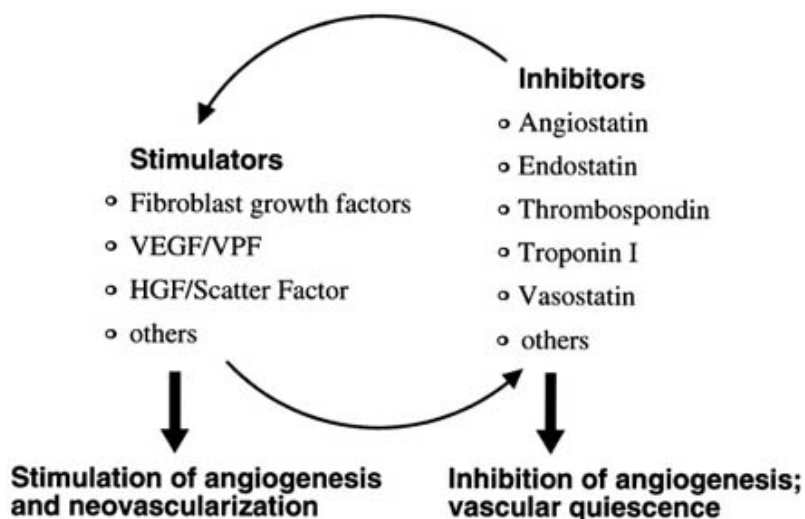 Stimulators
Fibroblast growth factors
VEGF/VPF
HGF/Scatter Factor
others
Stimulation of angiogenesis
and neovascularization
Inhibitors
Angiostatin
Endostatin
Thrombospondin
Troponin I
Vasostatin
others
Inhibition of angiogenesis;
vascular quiescence